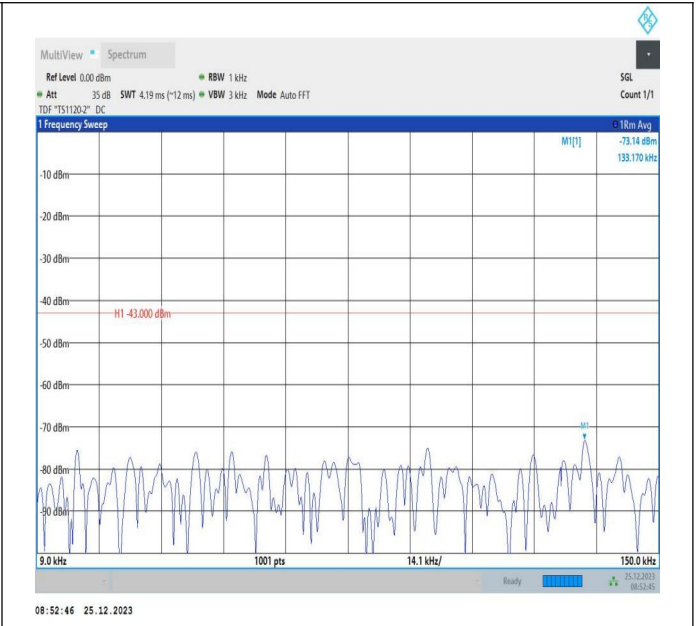 R/S
MultiView Spectrum
Ref Level 0.00 dBm RBW 1 kHz SGL
Att 35 dB SWT 4.19 ms (~12 ms) VBW 3 kHz Mode Auto FFT Count 1/1
TDF "TS1120-2" DC
1 Frequency Sweep 1Rm Avg
M1[1] -73.14 dBm
133.170 kHz
-10 dBm
-20 dBm
-30 dBm
-40 dBm
H1 -43.000 dBm
-50 dBm
-60 dBm
-70 dBm
M1
-80 dBm
-90 dBm
9.0 kHz 1001 pts 14.1 kHz/ 150.0 kHz
Ready 25.12.2023
08:52:45
08:52:46 25.12.2023